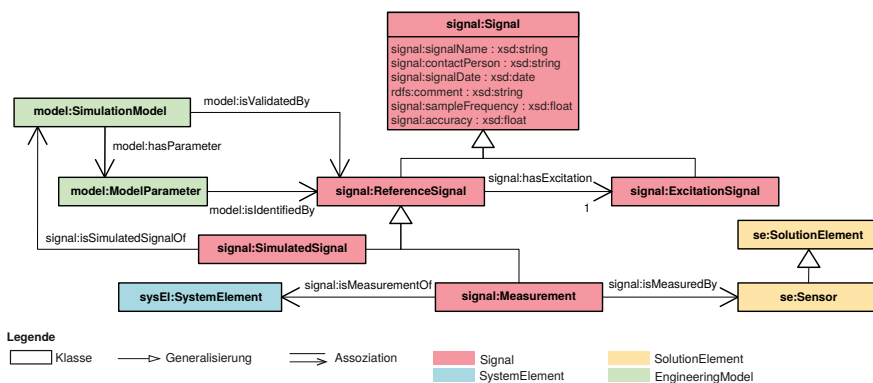 signal:Signal
signal:signalName : xsd:string
signal:contactPerson : xsd:string
signal:signalDate : xsd:date
rdfs:comment : xsd:string
signal:sampleFrequency : xsd:float
signal:accuracy : xsd:float
model:SimulationModel
model:isValidatedBy
model:hasParameter
model:ModelParameter
model:isIdentifiedBy
signal:ReferenceSignal
signal:hasExcitation
1
signal:ExcitationSignal
signal:isSimulatedSignalOf
signal:SimulatedSignal
se:SolutionElement
sysEl:SystemElement
signal:isMeasurementOf
signal:Measurement
signal:isMeasuredBy
se:Sensor
Legende
Klasse
Generalisierung
Assoziation
Signal
SolutionElement
SystemElement
EngineeringModel